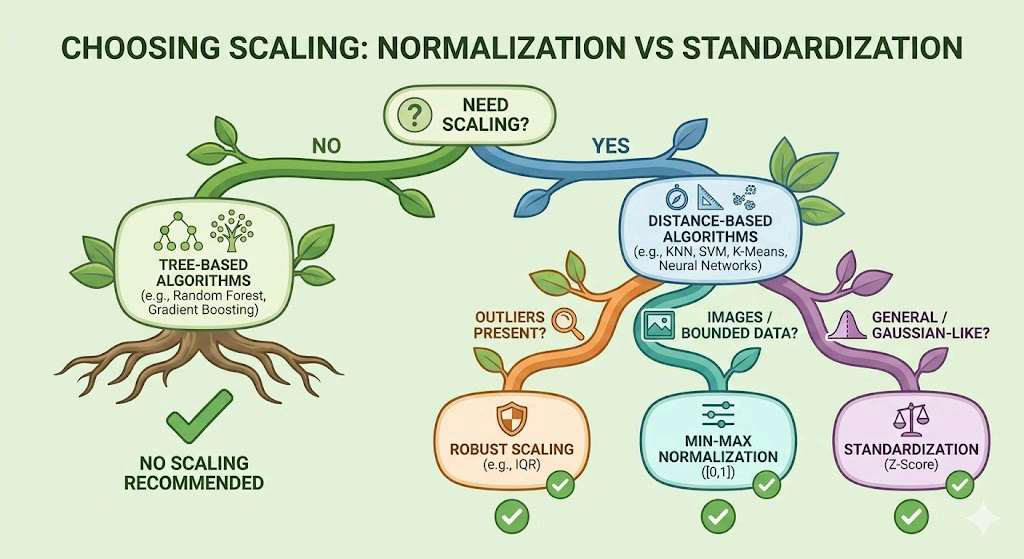 CHOOSING SCALING: NORMALIZATION VS STANDARDIZATION
?
NEED
SCALING?
NO
YES
TREE-BASED
ALGORITHMS
(e.g., Random Forest,
Gradient Boosting)
NO SCALING
RECOMMENDED
DISTANCE-BASED
ALGORITHMS
(e.g., KNN, SVM, K-Means,
Neural Networks)
OUTLIERS
PRESENT?
IMAGES /
BOUNDED DATA?
GENERAL /
GAUSSIAN-LIKE?
ROBUST SCALING
(e.g., IQR)
MIN-MAX
NORMALIZATION
([0,1])
STANDARDIZATION
(Z-Score)